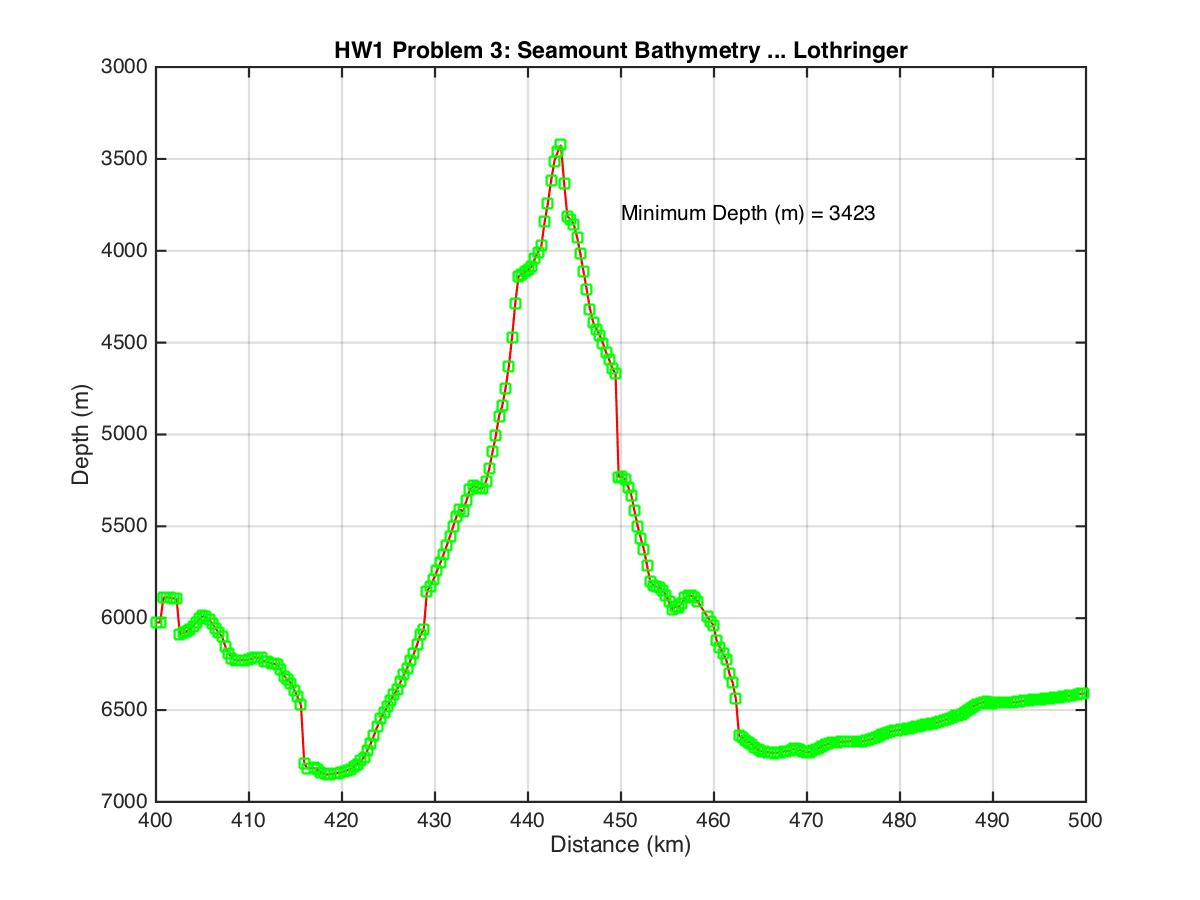 HW1 Problem 3: Seamount Bathymetry ... Lothringer
3000
3500
4000
4500
5000
5500
6000
6500
7000
Depth (m)
Minimum Depth (m) = 3423
400 410 420 430 440 450 460 470 480 490 500
Distance (km)